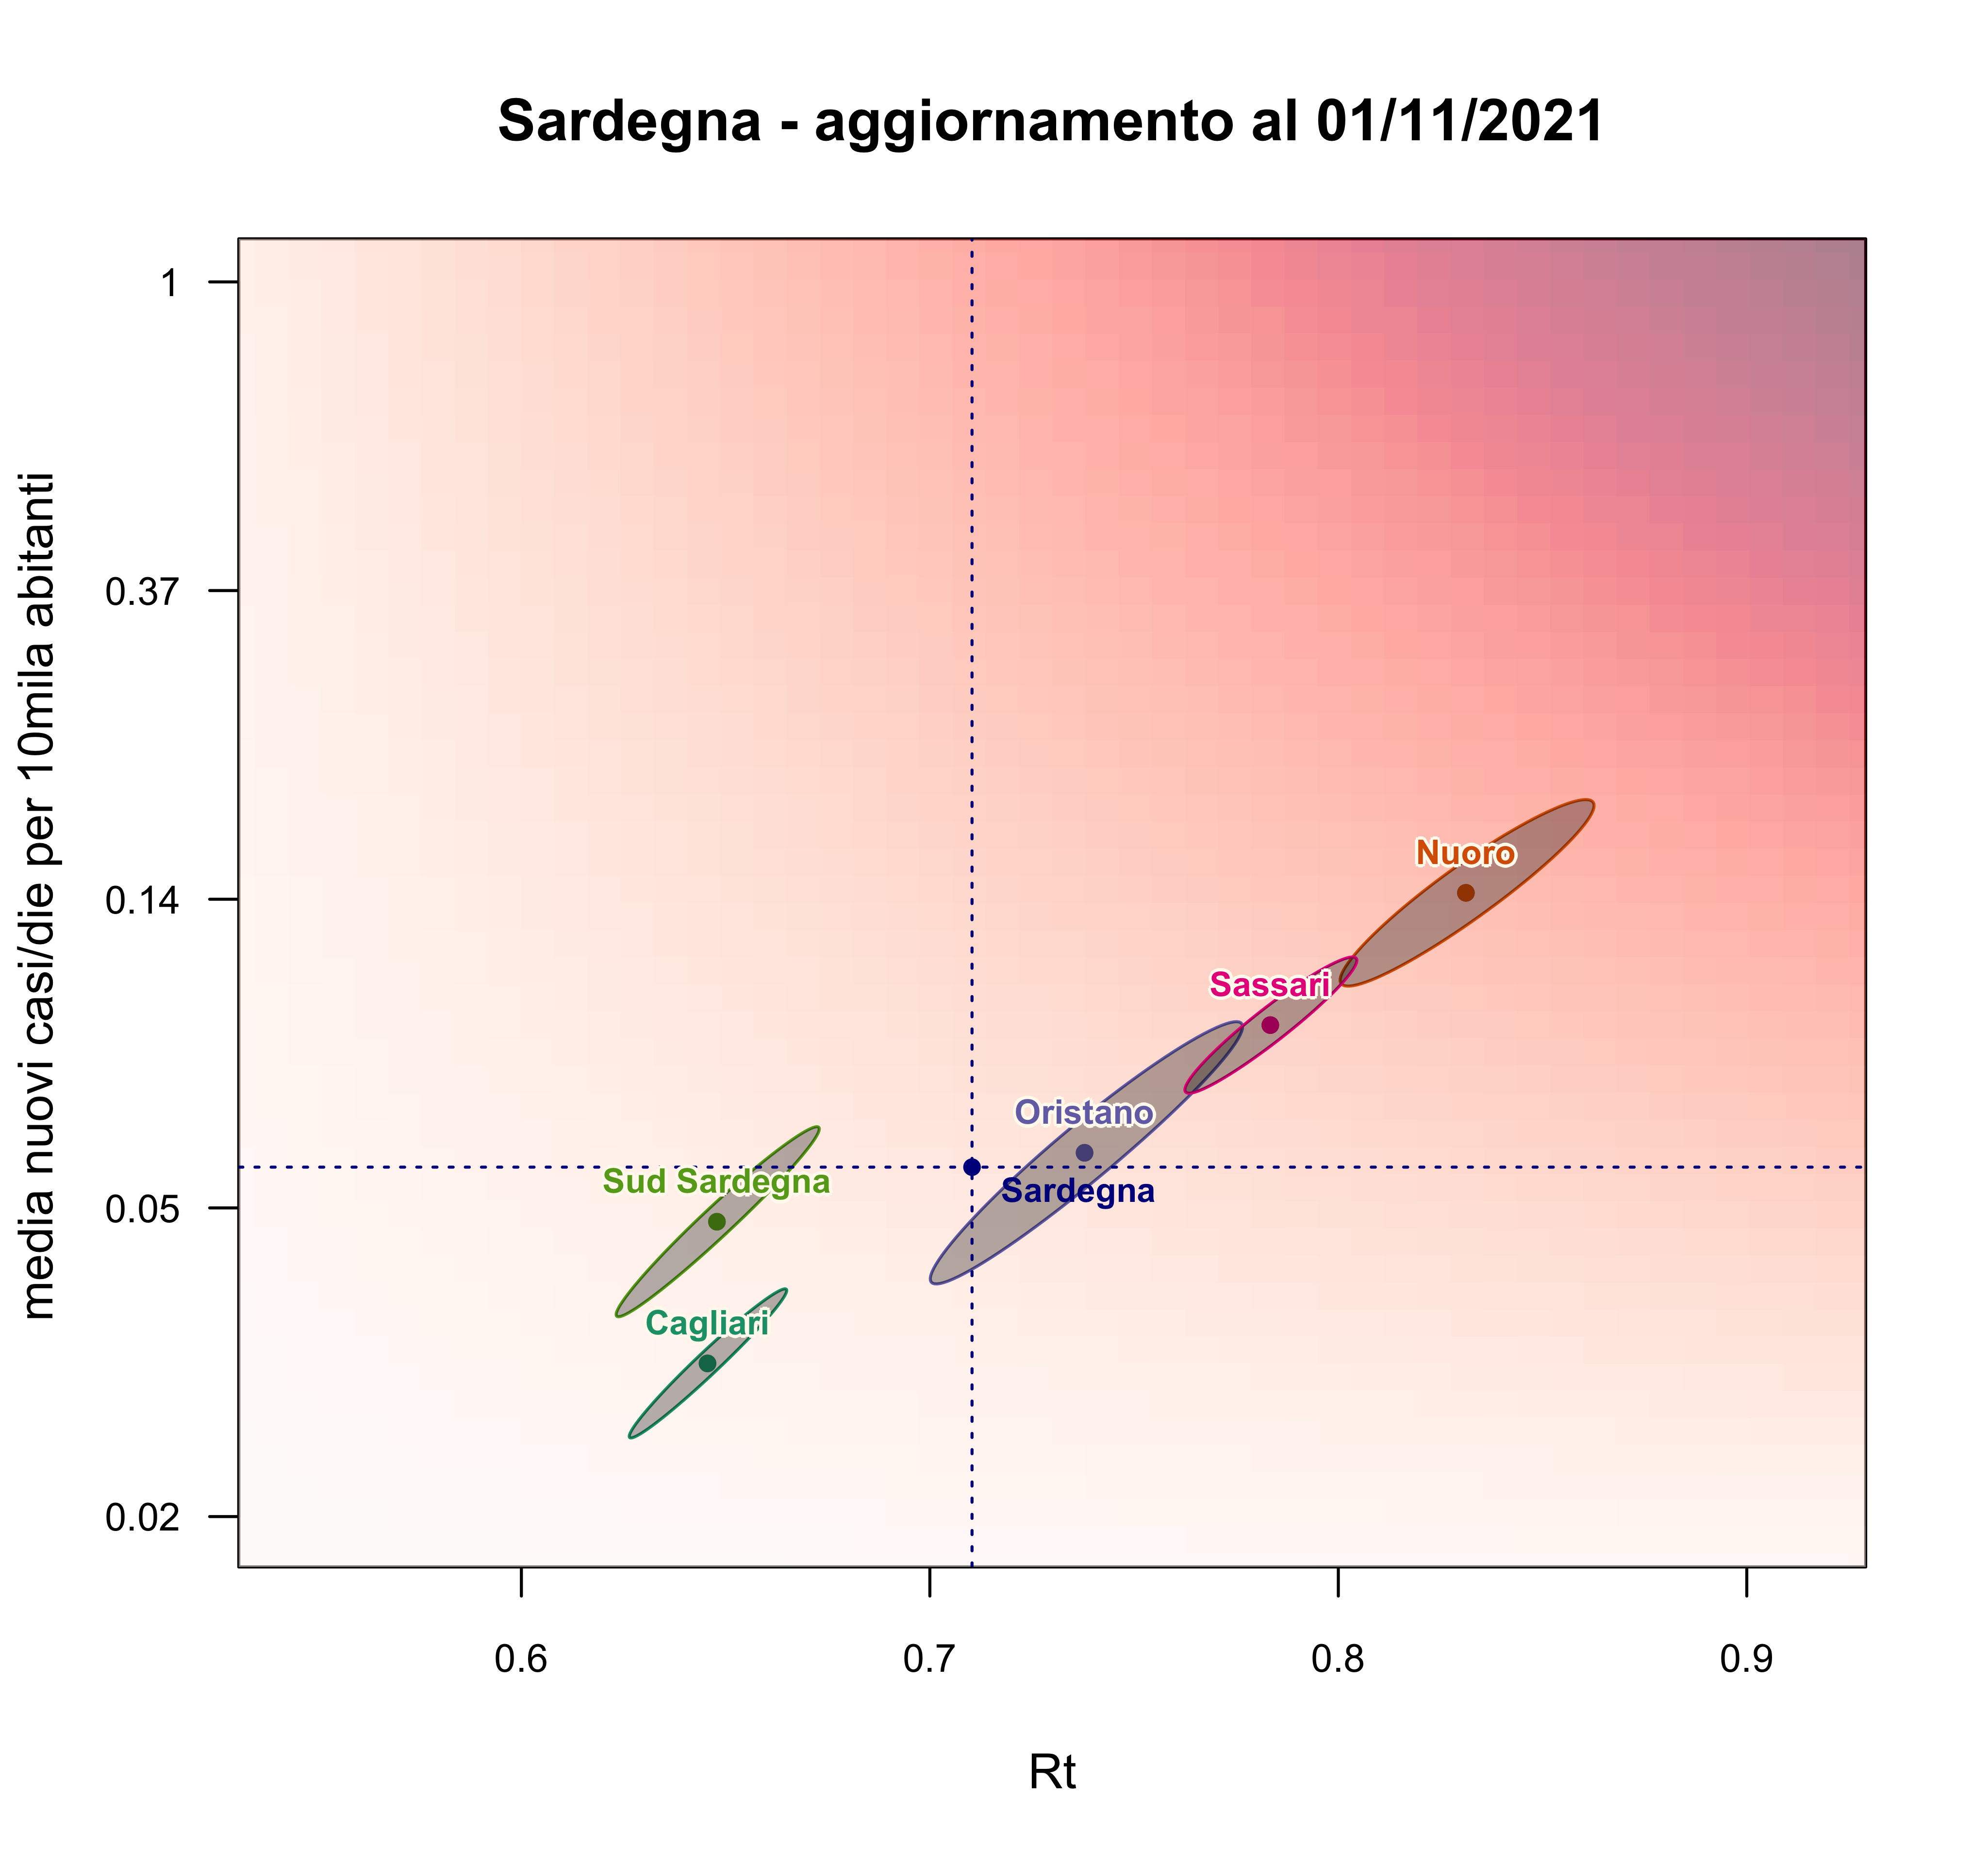 Sardegna - aggiornamento al 01/11/2021
media nuovi casi/die per 10mila abitanti
1
0.37
0.14
0.05
0.02
Nuoro
Sassari
Oristano
Sud Sardegna
Sardegna
Cagliari
0.6 0.7 0.8 0.9
Rt